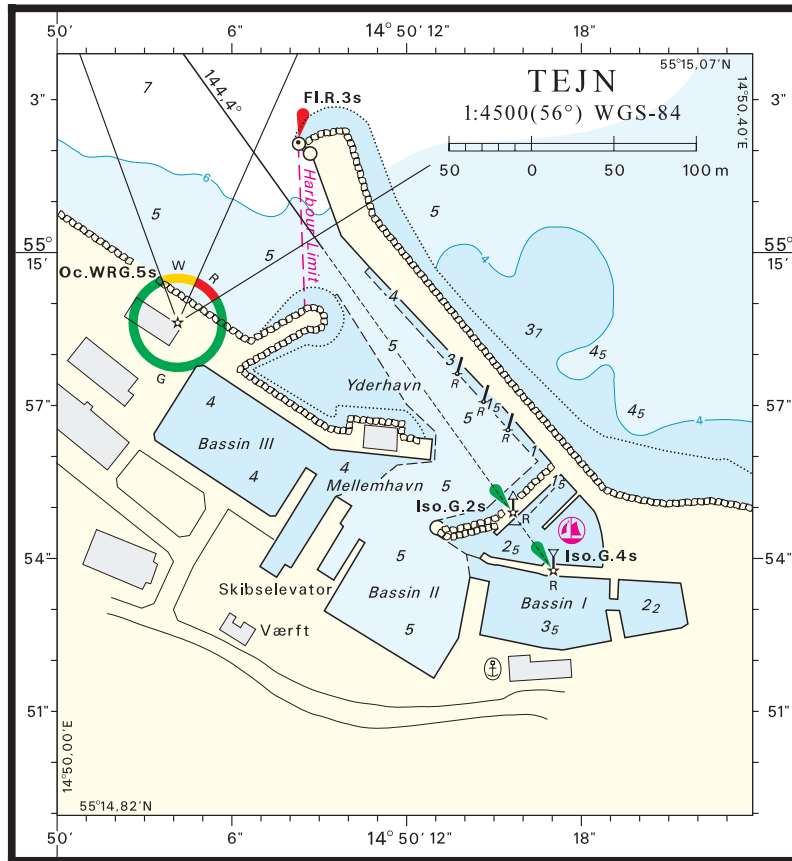 50' 6" 14° 50' 12" 18"
55°15,07'N
14°50,40'E
TEJN
1:4500(56°) WGS-84
50 0 50 100 m
3"
3"
7
144.4°
Fl.R.3s
6
5
5
5
Harbour Limit
4
55°
15'
55°
15'
Oc.WRG.5s
W
R
G
4
5
3
R
R
1₅
R
3₇
4₅
4₅
4
Yderhavn
5
57"
57"
4
Bassin III
4
4
Mellemhavn
5
1
1₅
Iso.G.2s
R
2₅
Iso.G.4s
R
54"
54"
5
Skibselevator
Bassin II
5
Bassin I
3₅
2₂
Værft
51"
51"
14°50,00'E
55°14,82'N
50' 6" 14° 50' 12" 18"